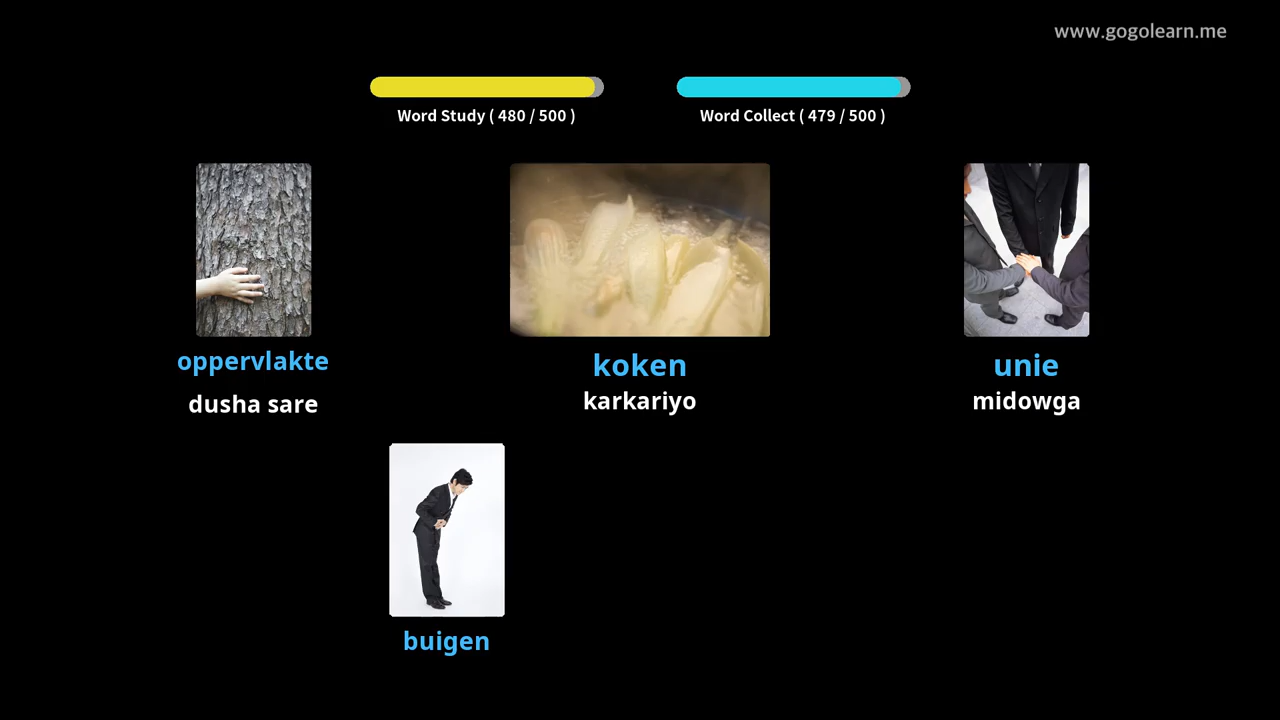 www.gogolearn.me
Word Study ( 480 / 500 )
Word Collect ( 479 / 500 )
oppervlakte
dusha sare
koken
karkariyo
unie
midowga
buigen